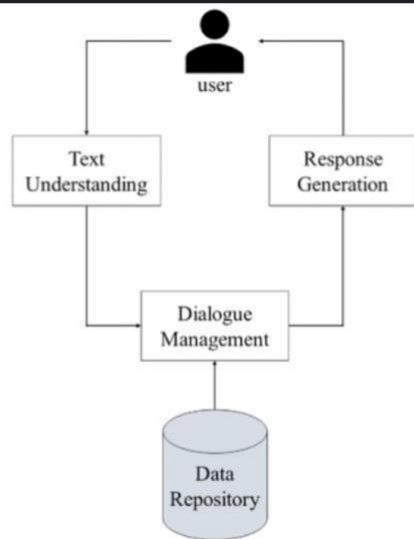 user
Text
Understanding
Response
Generation
Dialogue
Management
Data
Repository